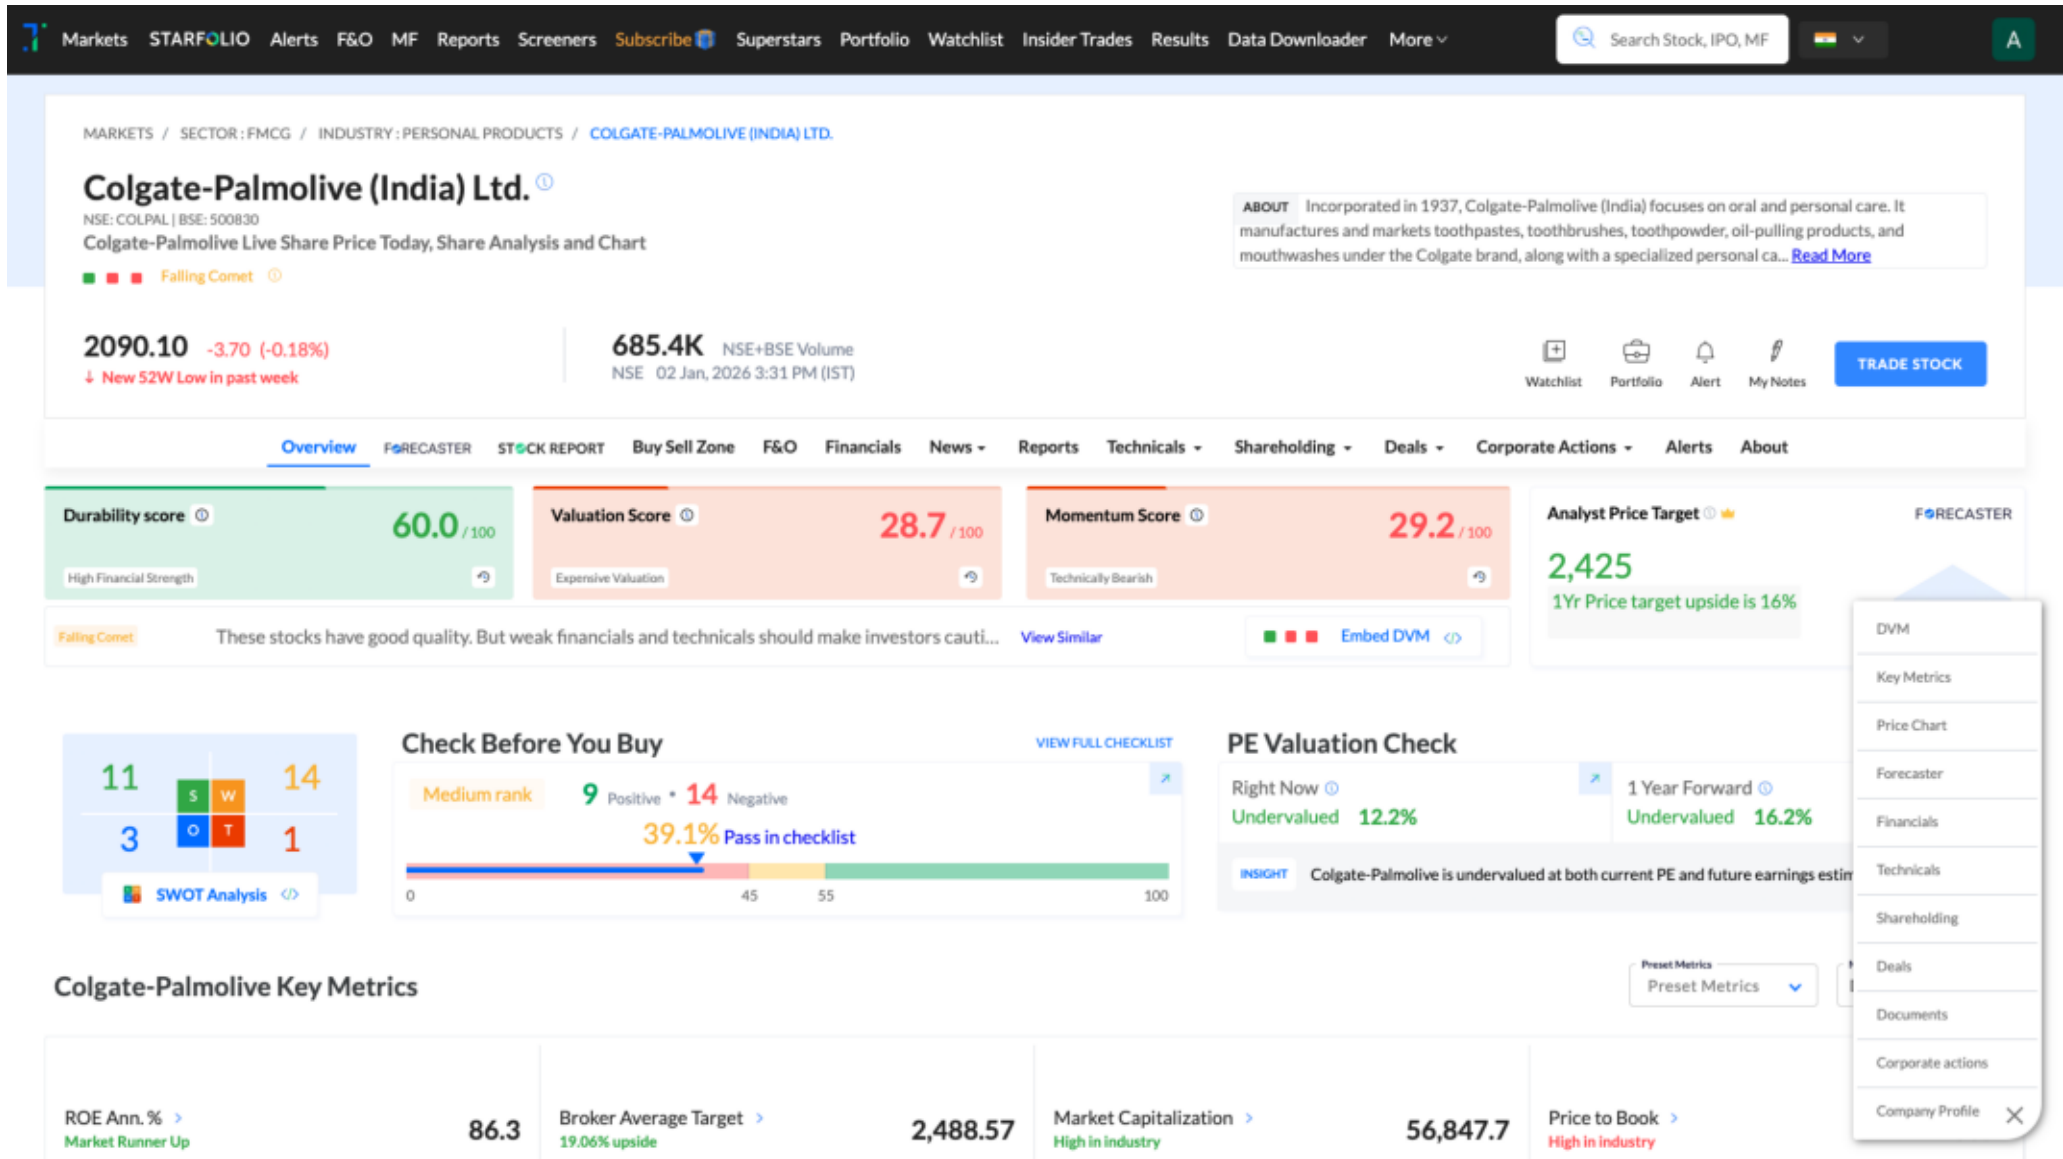 Markets STARFOLIO Alerts F&O MF Reports Screeners Subscribe Superstars Portfolio Watchlist Insider Trades Results Data Downloader More Search Stock, IPO, MF A
MARKETS / SECTOR : FMCG / INDUSTRY : PERSONAL PRODUCTS / COLGATE-PALMOLIVE (INDIA) LTD.
Colgate-Palmolive (India) Ltd.
NSE: COLPAL | BSE: 500830
Colgate-Palmolive Live Share Price Today, Share Analysis and Chart
Falling Comet
ABOUT Incorporated in 1937, Colgate-Palmolive (India) focuses on oral and personal care. It
manufactures and markets toothpastes, toothbrushes, toothpowder, oil-pulling products, and
mouthwashes under the Colgate brand, along with a specialized personal ca... Read More
2090.10 -3.70 (-0.18%)
↓ New 52W Low in past week
685.4K NSE+BSE Volume
NSE 02 Jan, 2026 3:31 PM (IST)
Watchlist Portfolio Alert My Notes TRADE STOCK
Overview FORECASTER STOCK REPORT Buy Sell Zone F&O Financials News Reports Technicals Shareholding Deals Corporate Actions Alerts About
Durability score 60.0 / 100
High Financial Strength
Valuation Score 28.7 / 100
Expensive Valuation
Momentum Score 29.2 / 100
Technically Bearish
Analyst Price Target FORECASTER
2,425
1Yr Price target upside is 16%
Falling Comet These stocks have good quality. But weak financials and technicals should make investors cauti... View Similar Embed DVM </>
11 14
S W
O T
3 1
SWOT Analysis </>
Check Before You Buy VIEW FULL CHECKLIST
Medium rank 9 Positive • 14 Negative
39.1% Pass in checklist
0 45 55 100
PE Valuation Check
Right Now
Undervalued 12.2%
1 Year Forward
Undervalued 16.2%
INSIGHT Colgate-Palmolive is undervalued at both current PE and future earnings estim
DVM
Key Metrics
Price Chart
Forecaster
Financials
Technicals
Shareholding
Deals
Documents
Corporate actions
Company Profile
Colgate-Palmolive Key Metrics
Preset Metrics
Preset Metrics
ROE Ann. % 86.3
Market Runner Up
Broker Average Target 2,488.57
19.06% upside
Market Capitalization 56,847.7
High in industry
Price to Book
High in industry